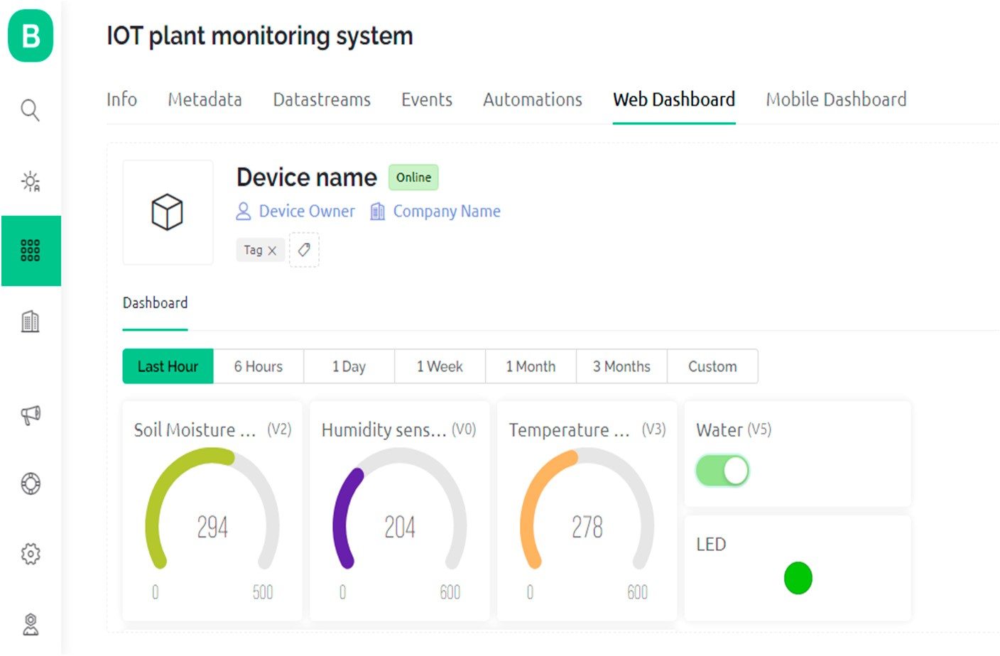 B
IOT plant monitoring system
Info Metadata Datastreams Events Automations Web Dashboard Mobile Dashboard
Device name Online
Device Owner Company Name
Tag X
Dashboard
Last Hour 6 Hours 1 Day 1 Week 1 Month 3 Months Custom
Soil Moisture ... (V2) Humidity sens... (V0) Temperature ... (V3) Water (V5)
294 204 278
LED
0 500 0 600 0 600